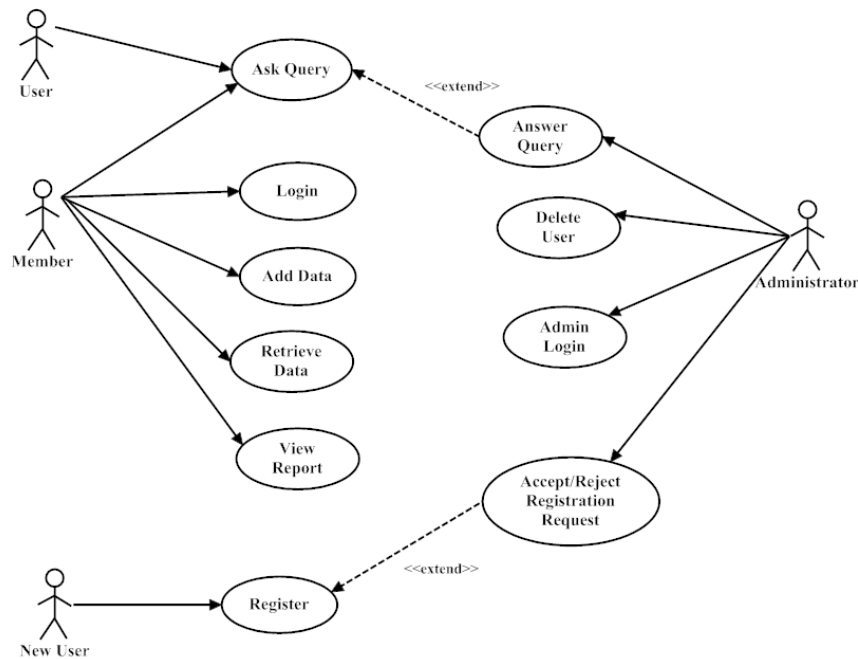 User
Ask Query
<<extend>>
Answer
Query
Member
Login
Delete
User
Administrator
Add Data
Admin
Login
Retrieve
Data
View
Report
Accept/Reject
Registration
Request
<<extend>>
New User
Register